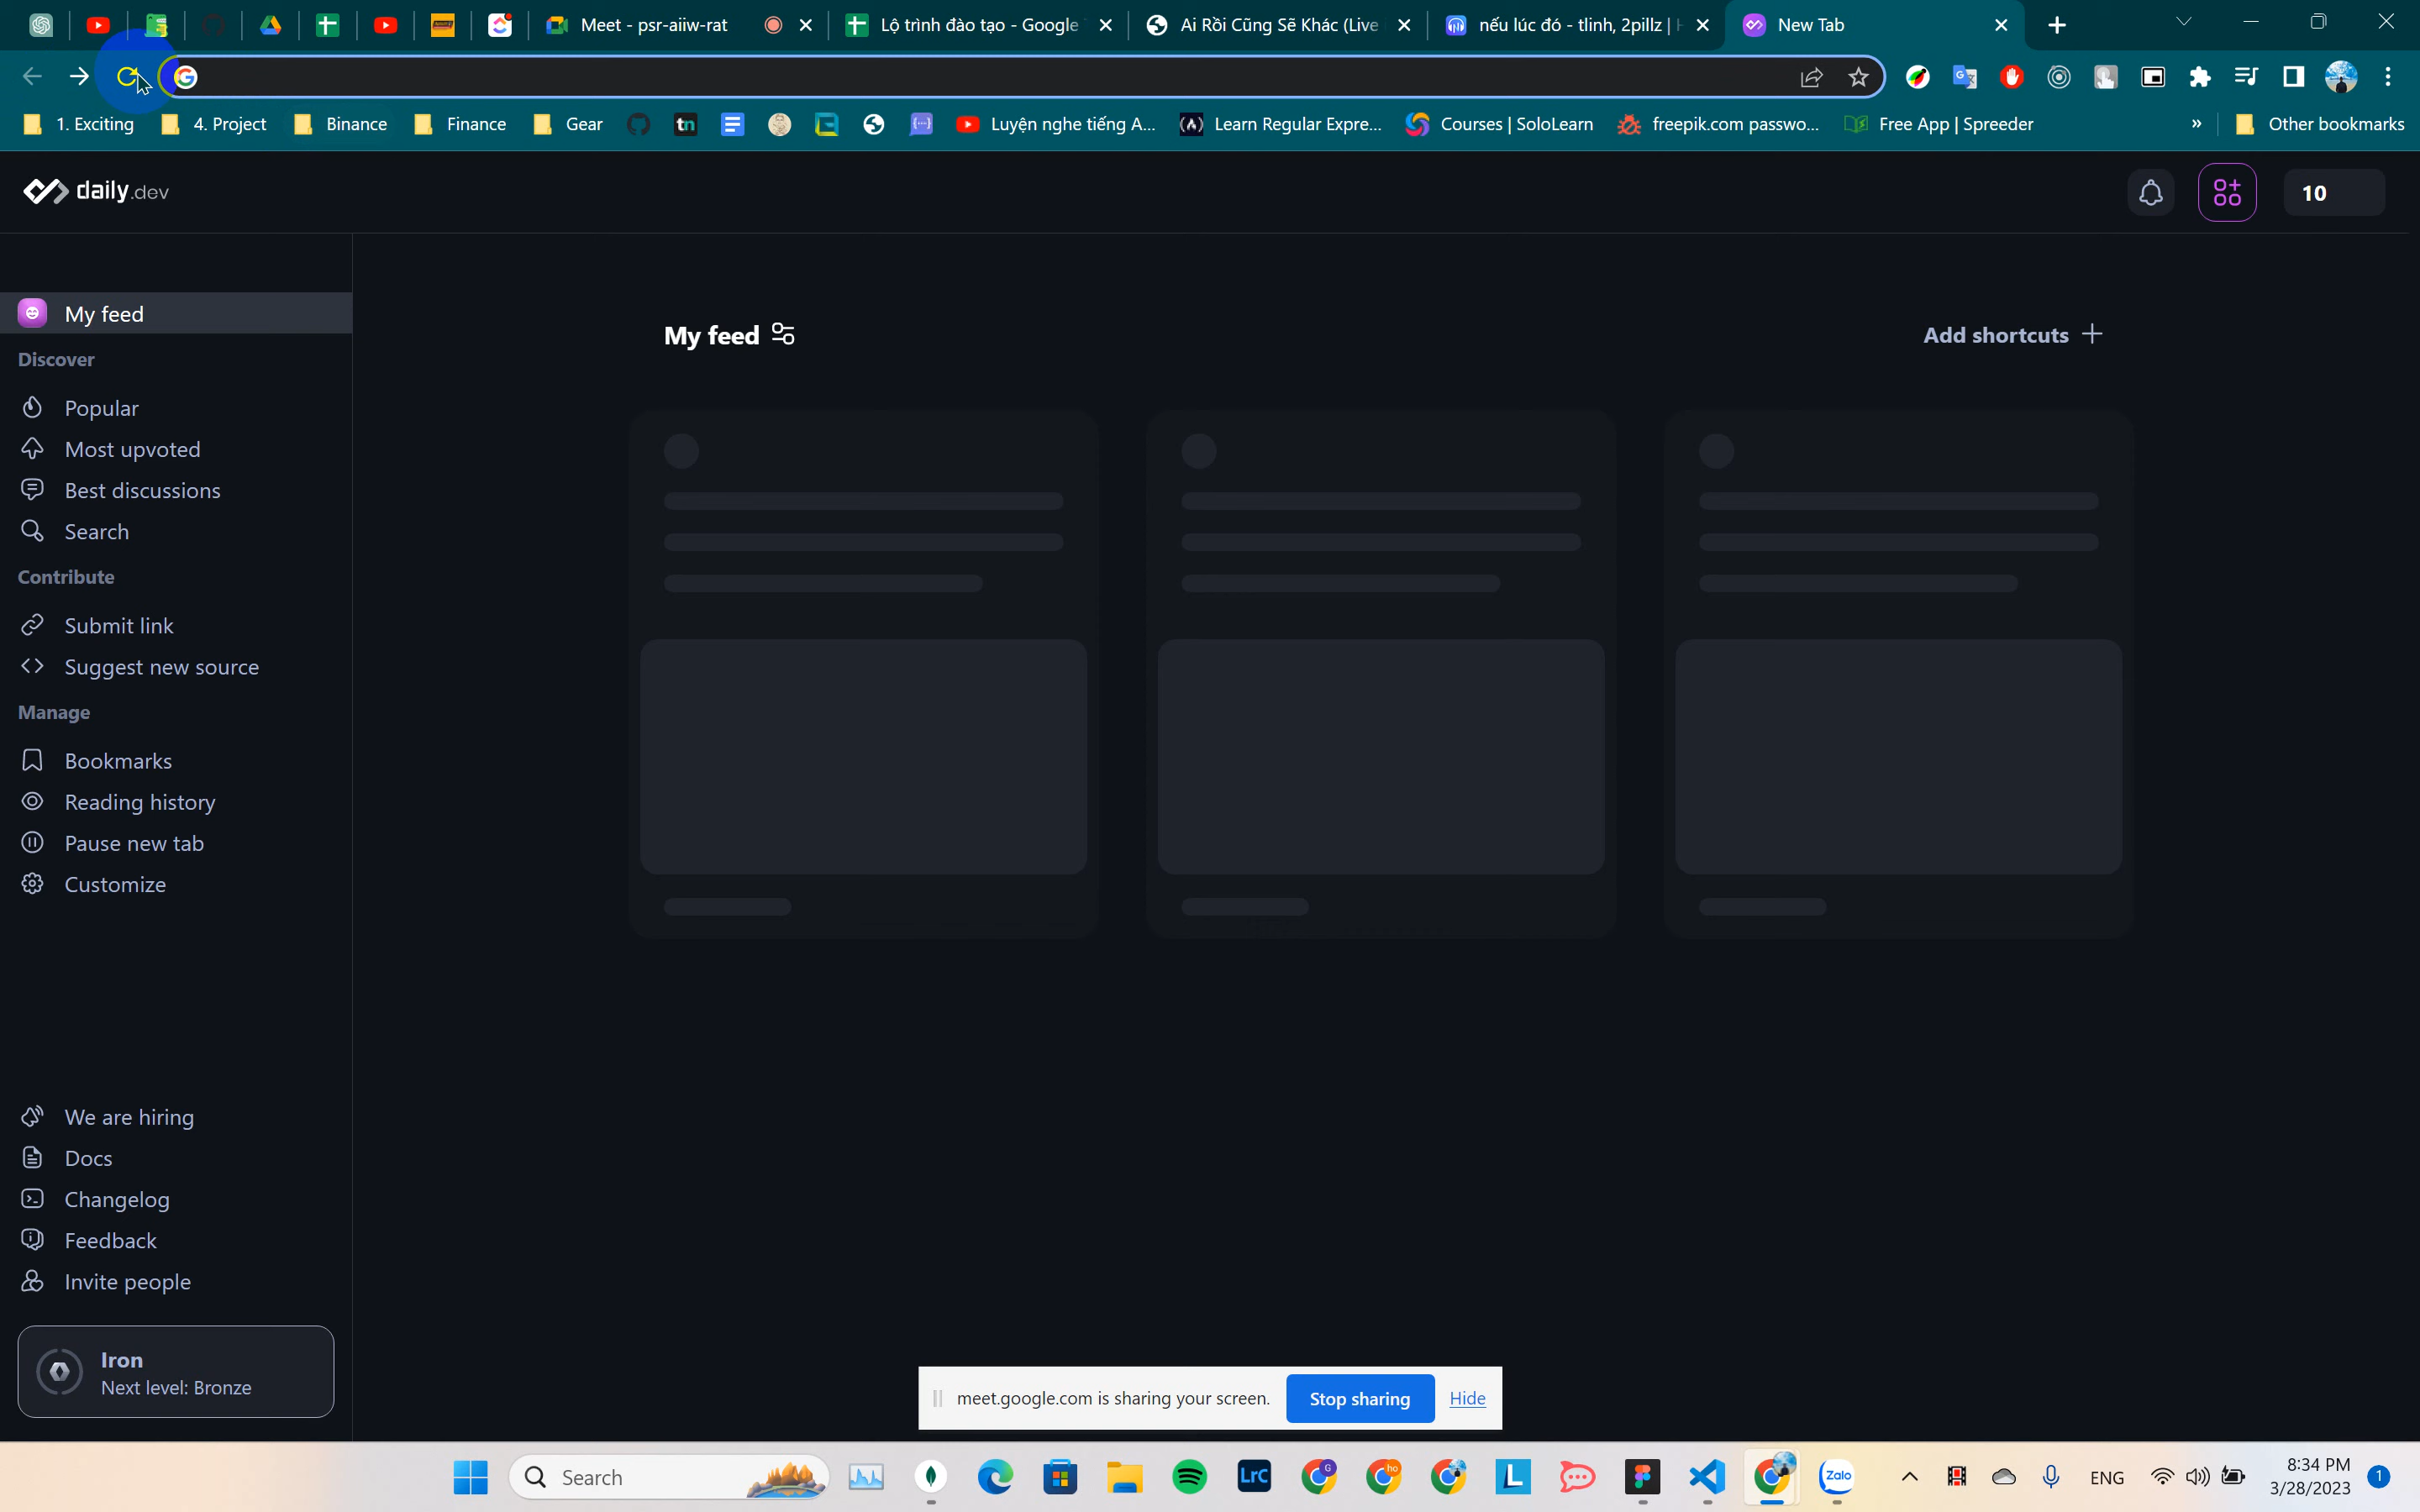 Meet - psr-aiiw-rat
Lộ trình đào tạo - Google
Ai Rồi Cũng Sẽ Khác (Live
nếu lúc đó - tlinh, 2pillz |
New Tab
1. Exciting
4. Project
Binance
Finance
Gear
tn
Luyện nghe tiếng A...
Learn Regular Expre...
Courses | SoloLearn
freepik.com passwo...
Free App | Spreeder
»
Other bookmarks
daily.dev
10
My feed
Discover
Popular
Most upvoted
Best discussions
Search
Contribute
Submit link
Suggest new source
Manage
Bookmarks
Reading history
Pause new tab
Customize
My feed
Add shortcuts
We are hiring
Docs
Changelog
Feedback
Invite people
Iron
Next level: Bronze
meet.google.com is sharing your screen.
Stop sharing
Hide
Search
LrC
G
ho
L
Zalo
ENG
8:34 PM
3/28/2023
1